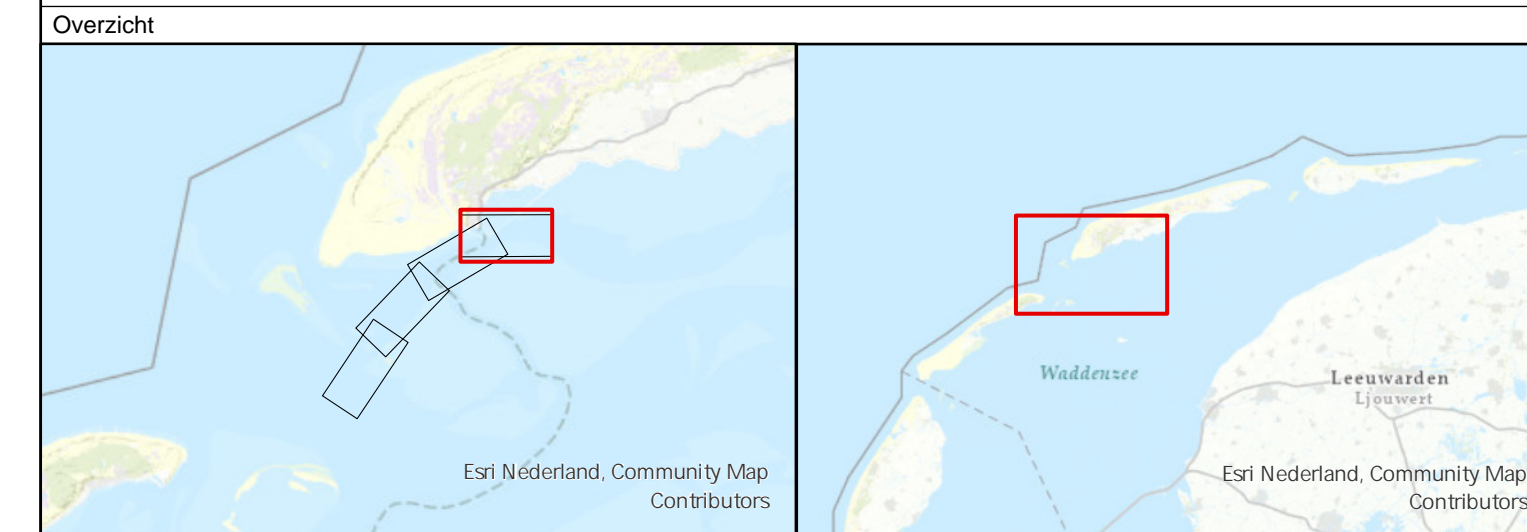 Overzicht
Esri Nederland, Community Map
Contributors
Waddenzee
Leeuwarden
Ljouwert
Esri Nederland, Community Map
Contributors